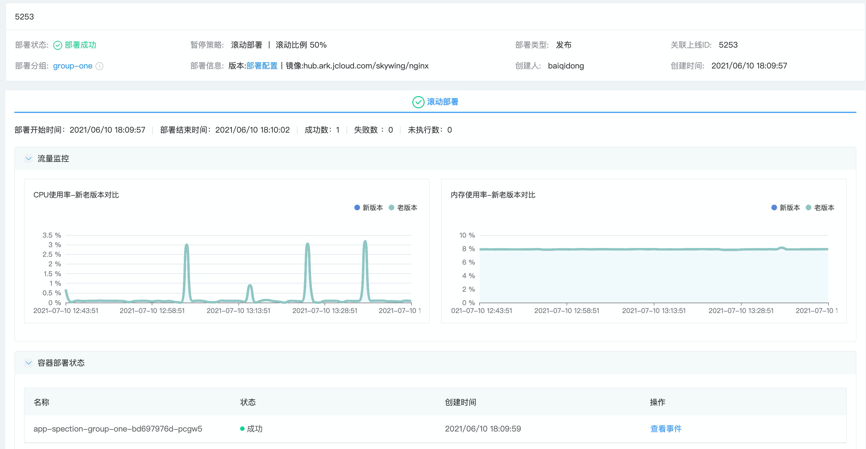 5253
部署状态: 部署成功 暂停策略: 滚动部署 | 滚动比例 50% 部署类型: 发布 关联上线ID: 5253
部署分组: group-one 部署信息: 版本:部署配置 | 镜像:hub.ark.jcloud.com/skywing/nginx 创建人: baiqidong 创建时间: 2021/06/10 18:09:57
滚动部署
部署开始时间: 2021/06/10 18:09:57 部署结束时间: 2021/06/10 18:10:02 成功数: 1 失败数 : 0 未执行数: 0
流量监控
CPU使用率-新老版本对比
新版本 老版本
3.5 %
3 %
2.5 %
2 %
1.5 %
1 %
0.5 %
0 %
2021-07-10 12:43:51 2021-07-10 12:58:51 2021-07-10 13:13:51 2021-07-10 13:28:51 2021-07-10 1
内存使用率-新老版本对比
新版本 老版本
10 %
8 %
6 %
4 %
2 %
0 %
021-07-10 12:43:51 2021-07-10 12:58:51 2021-07-10 13:13:51 2021-07-10 13:28:51 2021-07-10 1
容器部署状态
名称 状态 创建时间 操作
app-spection-group-one-bd697976d-pcgw5 成功 2021/06/10 18:09:59 查看事件